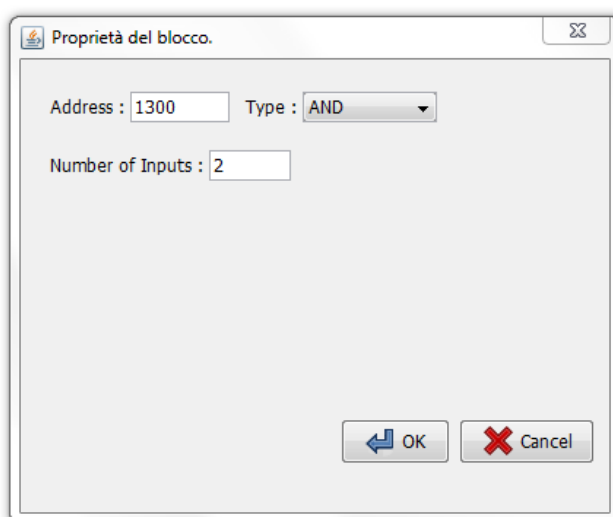 Proprietà del blocco.
Address : 1300 Type : AND
Number of Inputs : 2
OK Cancel